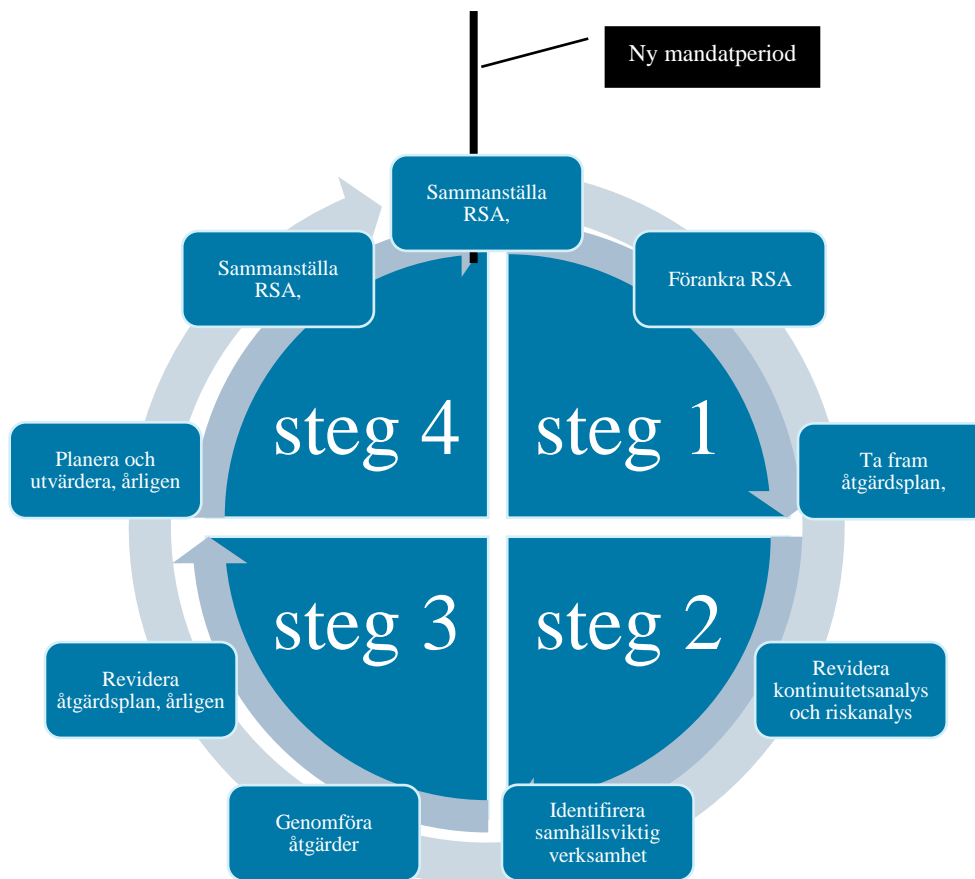 Ny mandatperiod
Sammanställa
RSA,
Förankra RSA
Ta fram
åtgärdsplan,
Revidera
kontinuitetsanalys
och riskanalys
Identifirera
samhällsviktig
verksamhet
Genomföra
åtgärder
Revidera
åtgärdsplan, årligen
Planera och
utvärdera, årligen
Sammanställa
RSA,
steg 4
steg 1
steg 3
steg 2